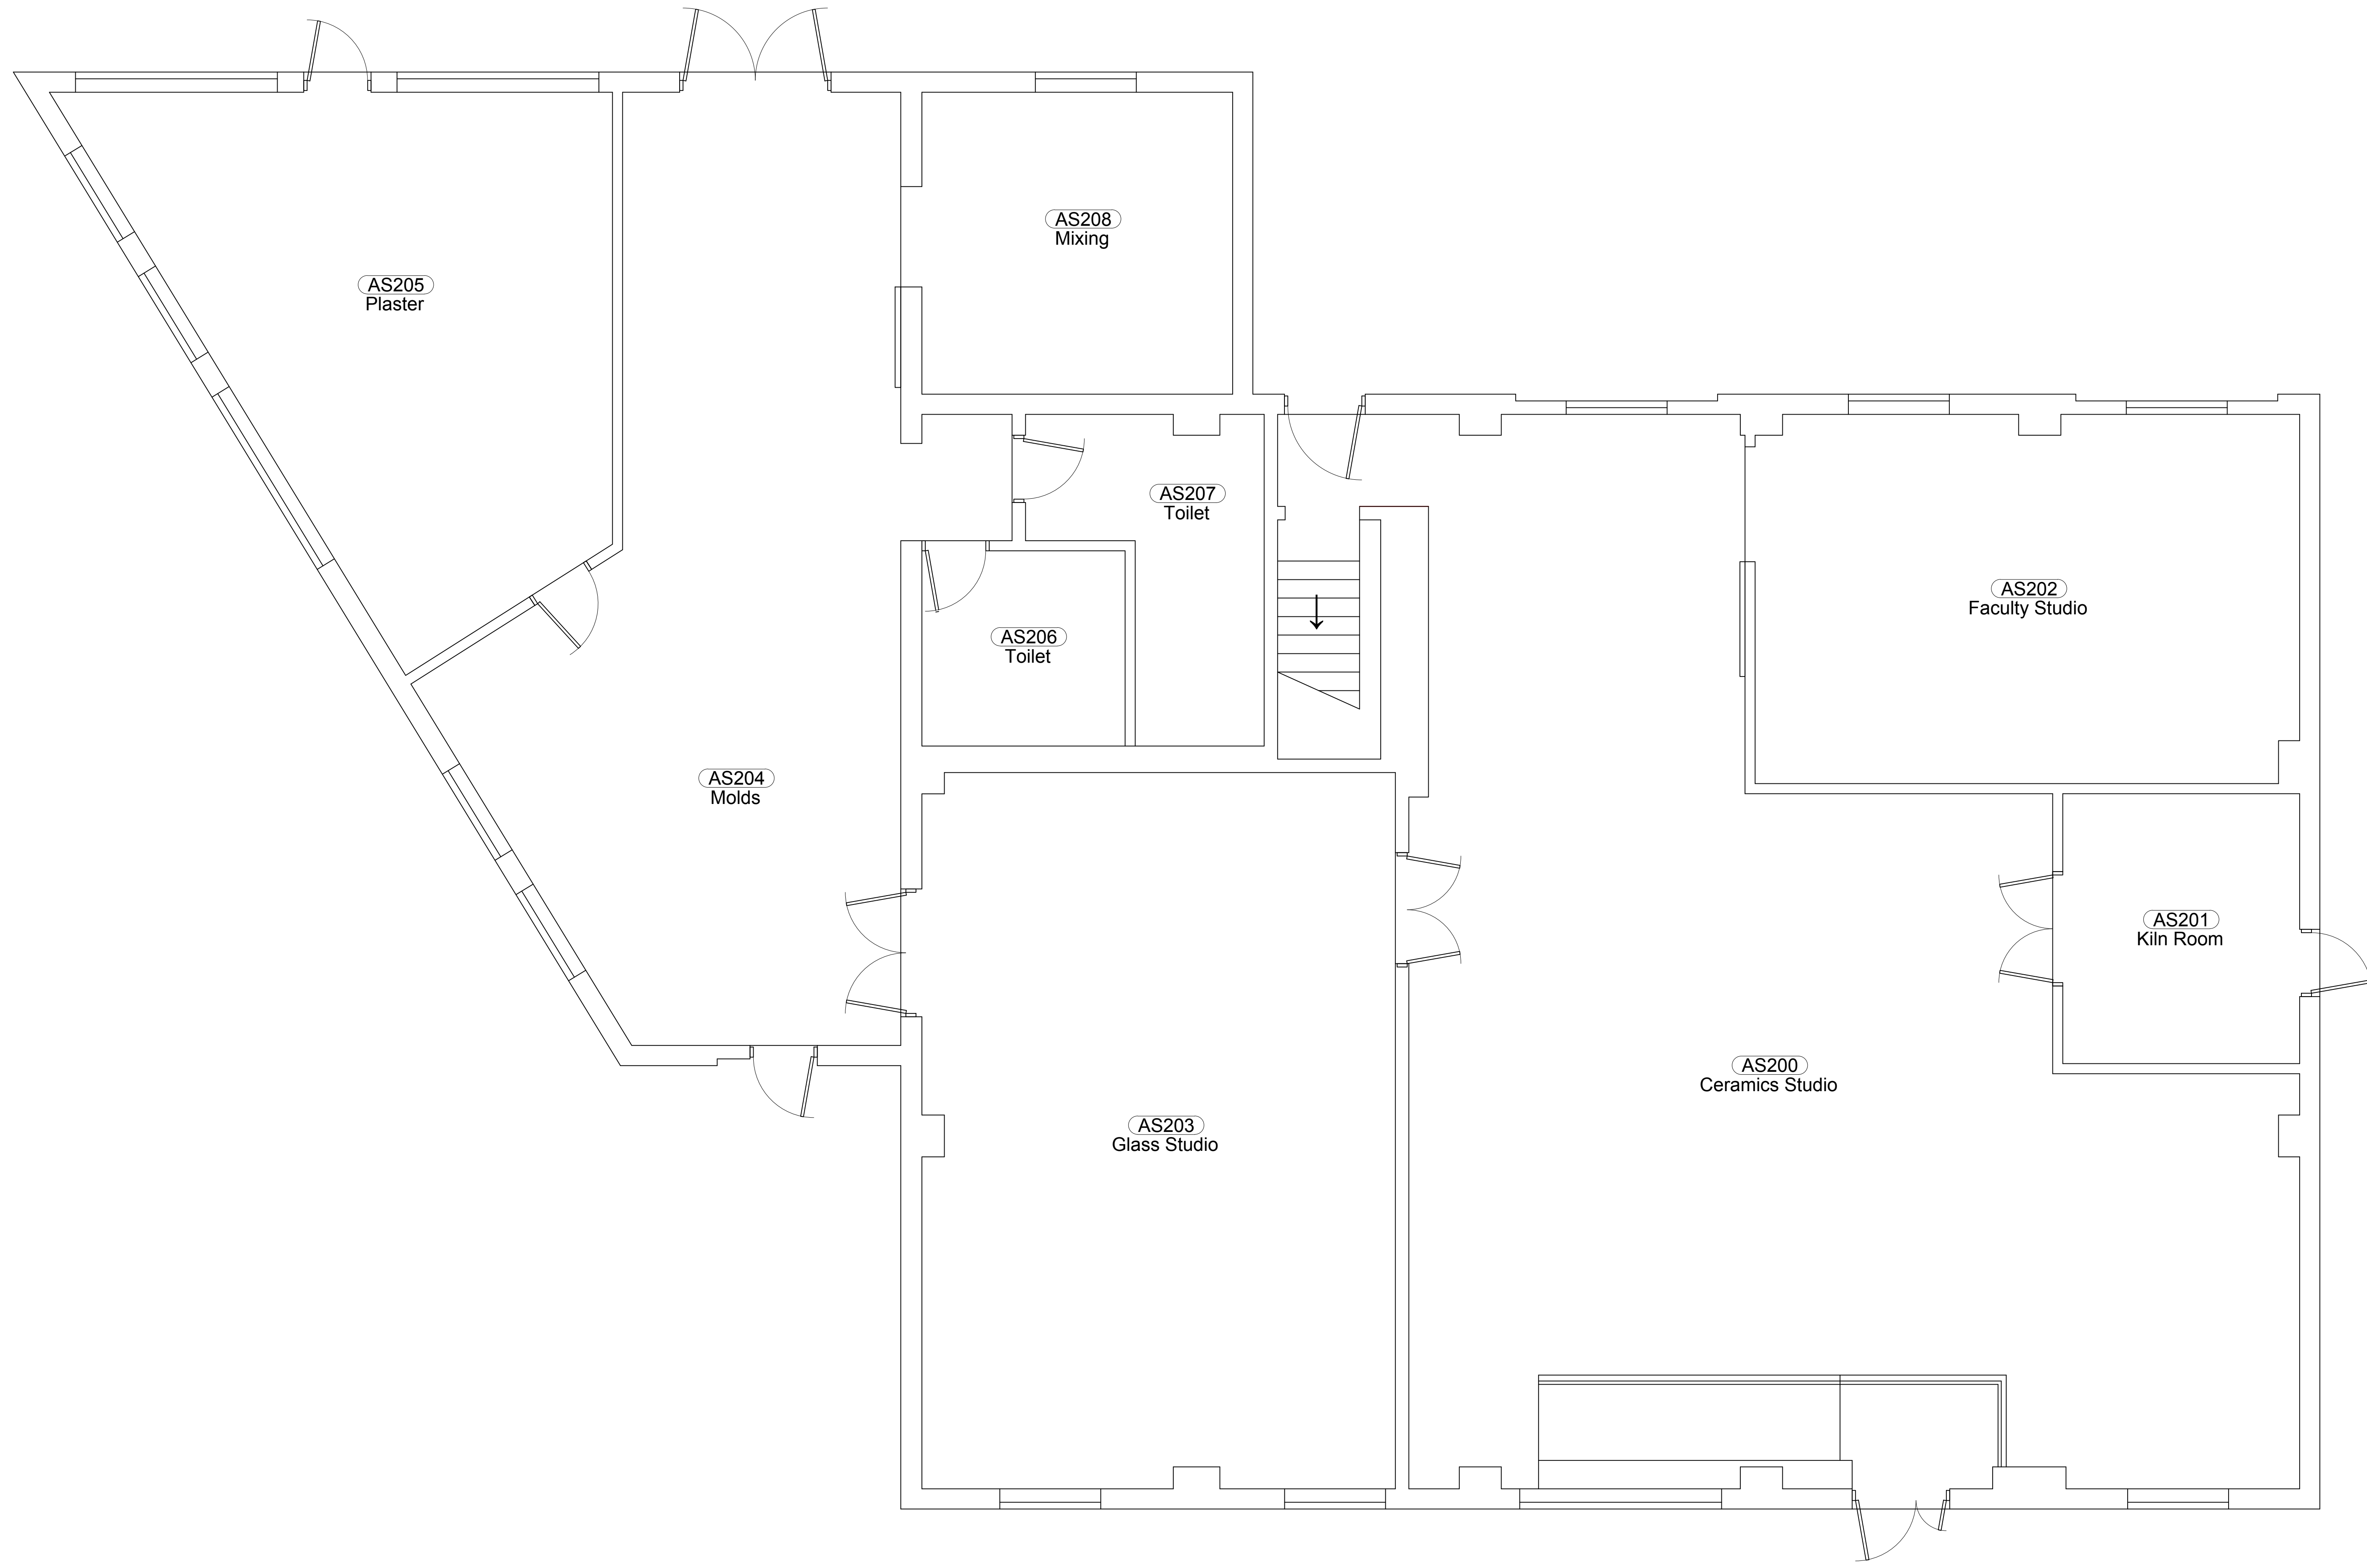 AS208
Mixing
AS205
Plaster
AS207
Toilet
AS202
Faculty Studio
AS206
Toilet
AS204
Molds
AS201
Kiln Room
AS200
Ceramics Studio
AS203
Glass Studio